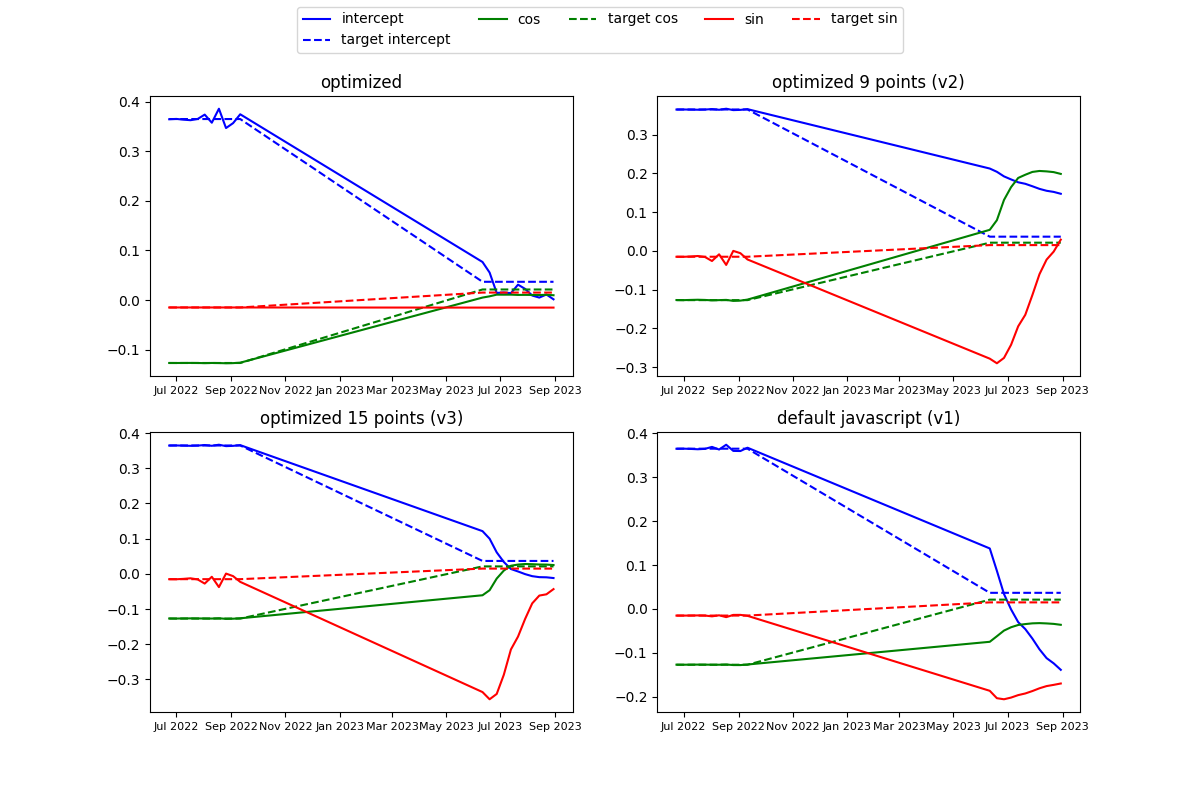 intercept cos target cos sin target sin
target intercept
optimized
0.4
0.3
0.2
0.1
0.0
−0.1
Jul 2022 Sep 2022 Nov 2022 Jan 2023 Mar 2023 May 2023 Jul 2023 Sep 2023
optimized 9 points (v2)
0.3
0.2
0.1
0.0
−0.1
−0.2
−0.3
Jul 2022 Sep 2022 Nov 2022 Jan 2023 Mar 2023 May 2023 Jul 2023 Sep 2023
optimized 15 points (v3)
0.4
0.3
0.2
0.1
0.0
−0.1
−0.2
−0.3
Jul 2022 Sep 2022 Nov 2022 Jan 2023 Mar 2023 May 2023 Jul 2023 Sep 2023
default javascript (v1)
0.4
0.3
0.2
0.1
0.0
−0.1
−0.2
Jul 2022 Sep 2022 Nov 2022 Jan 2023 Mar 2023 May 2023 Jul 2023 Sep 2023